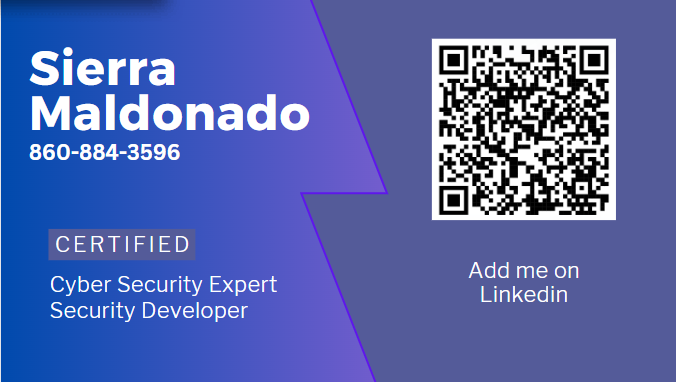 Sierra
Maldonado
860-884-3596
CERTIFIED
Cyber Security Expert
Security Developer
Add me on
Linkedin